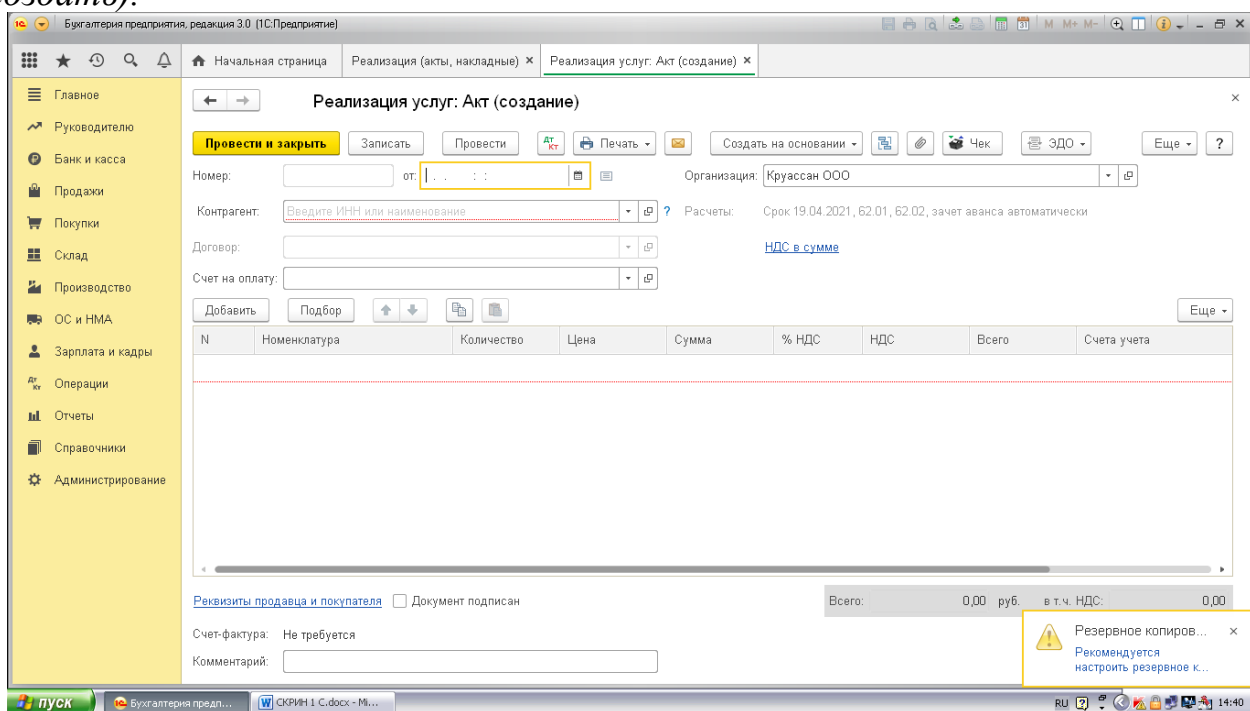 создать).
Бухгалтерия предприятия, редакция 3.0 (1С:Предприятие)
M M+ M-
Начальная страница
Реализация (акты, накладные) ×
Реализация услуг: Акт (создание) ×
Главное
Руководителю
Банк и касса
Продажи
Покупки
Склад
Производство
ОС и НМА
Зарплата и кадры
Операции
Отчеты
Справочники
Администрирование
Реализация услуг: Акт (создание)
Провести и закрыть
Записать
Провести
Дт Кт
Печать
Создать на основании
Чек
ЭДО
Еще
?
Номер:
от:
. . : :
Организация:
Круассан ООО
Контрагент:
Введите ИНН или наименование
?
Расчеты:
Срок 19.04.2021, 62.01, 62.02, зачет аванса автоматически
Договор:
НДС в сумме
Счет на оплату:
Добавить
Подбор
Еще
N Номенклатура Количество Цена Сумма % НДС НДС Всего Счета учета
Реквизиты продавца и покупателя
Документ подписан
Всего: 0,00 руб. в т.ч. НДС: 0,00
Счет-фактура: Не требуется
Комментарий:
Резервное копиров... ×
Рекомендуется
настроить резервное к...
пуск
Бухгалтерия предп...
СКРИН 1 С.docx - Mi...
RU
14:40